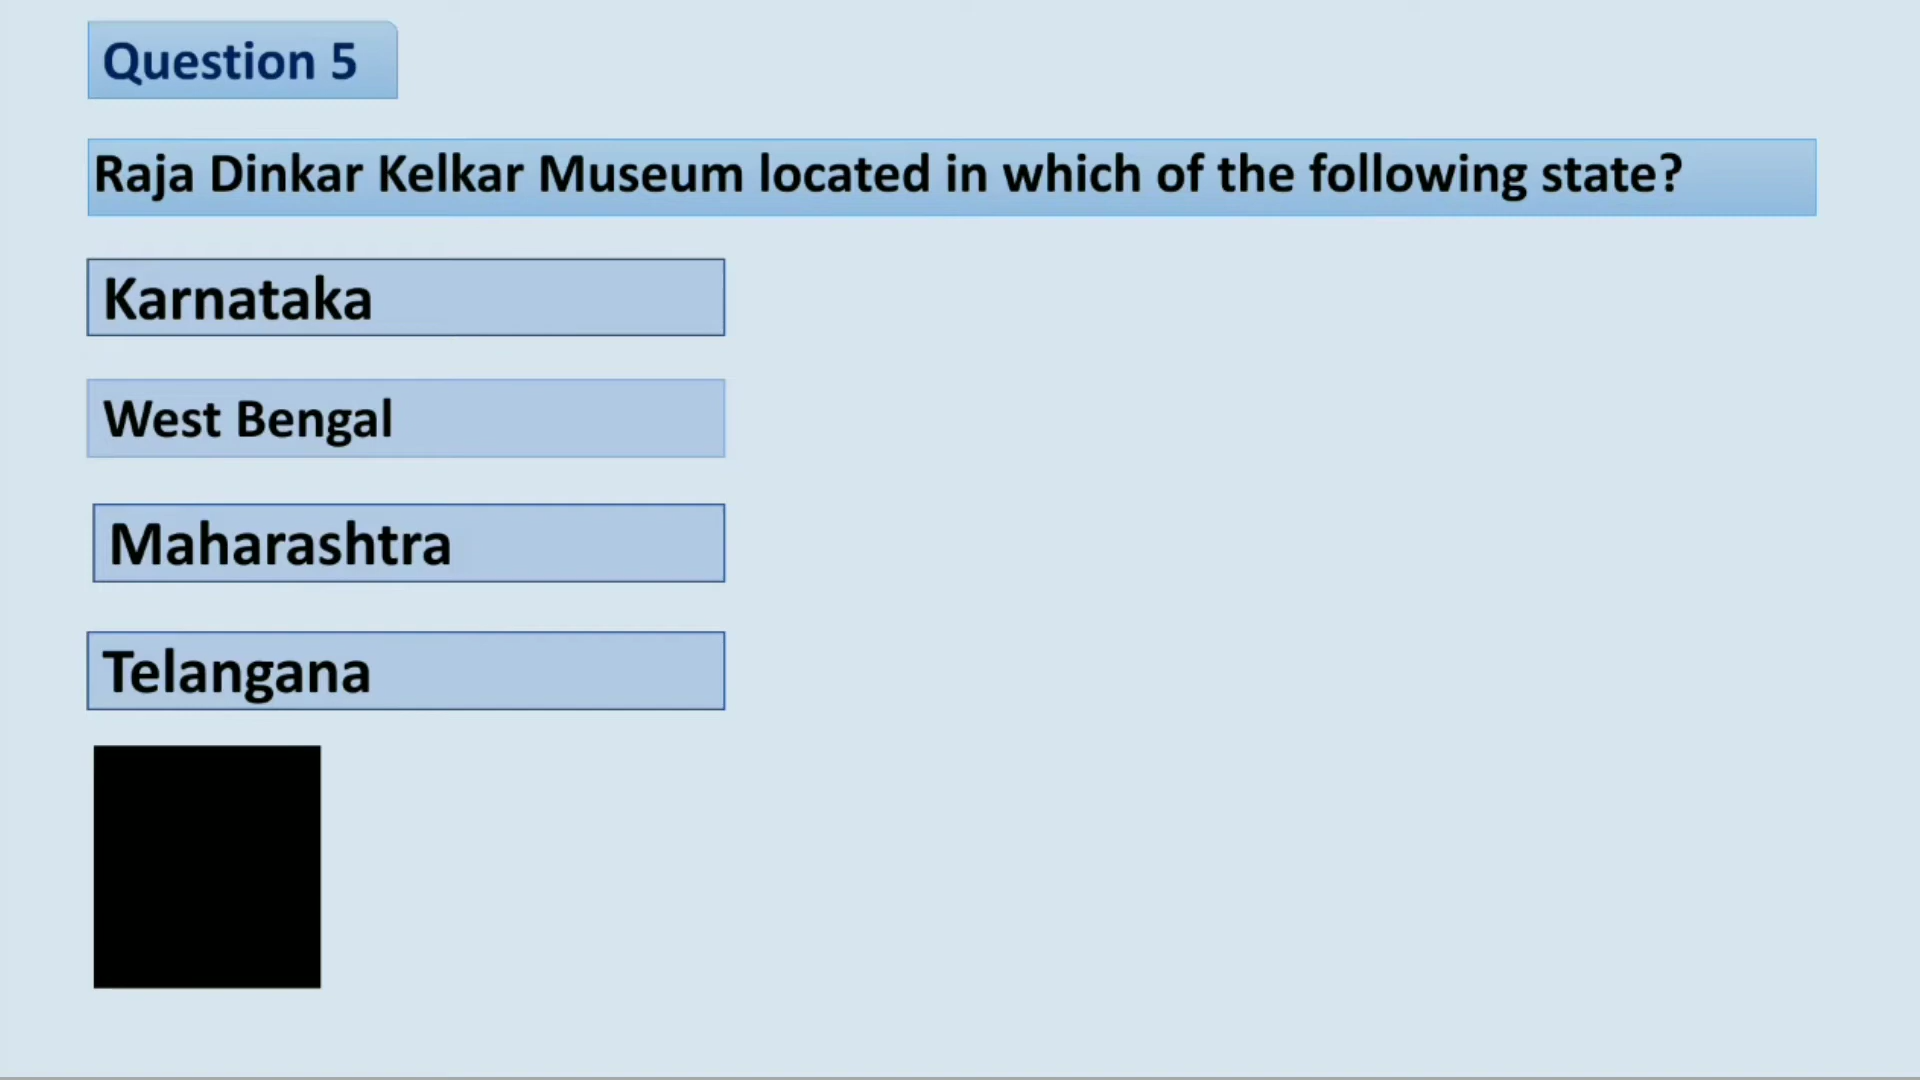 Question 5
Raja Dinkar Kelkar Museum located in which of the following state?
Karnataka
West Bengal
Maharashtra
Telangana